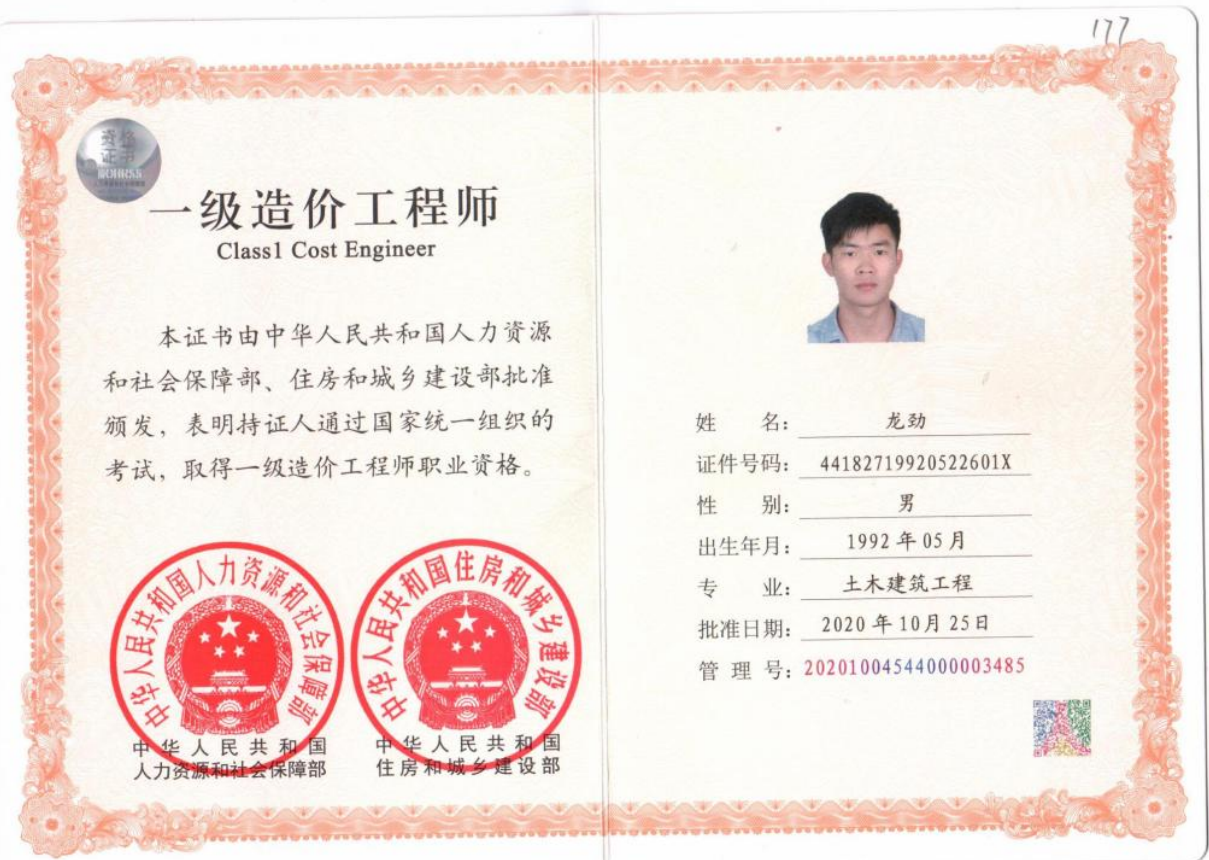 177
资格
证书
MOHRSS
一级造价工程师
Class1 Cost Engineer
本证书由中华人民共和国人力资源
和社会保障部、住房和城乡建设部批准
颁发，表明持证人通过国家统一组织的
考试，取得一级造价工程师职业资格。
中华人民共和国人力资源和社会保障部
中华人民共和国
人力资源和社会保障部
中华人民共和国住房和城乡建设部
中华人民共和国
住房和城乡建设部
姓名：龙劲
证件号码：44182719920522601X
性别：男
出生年月：1992年05月
专业：土木建筑工程
批准日期：2020年10月25日
管理号：20201004544000003485